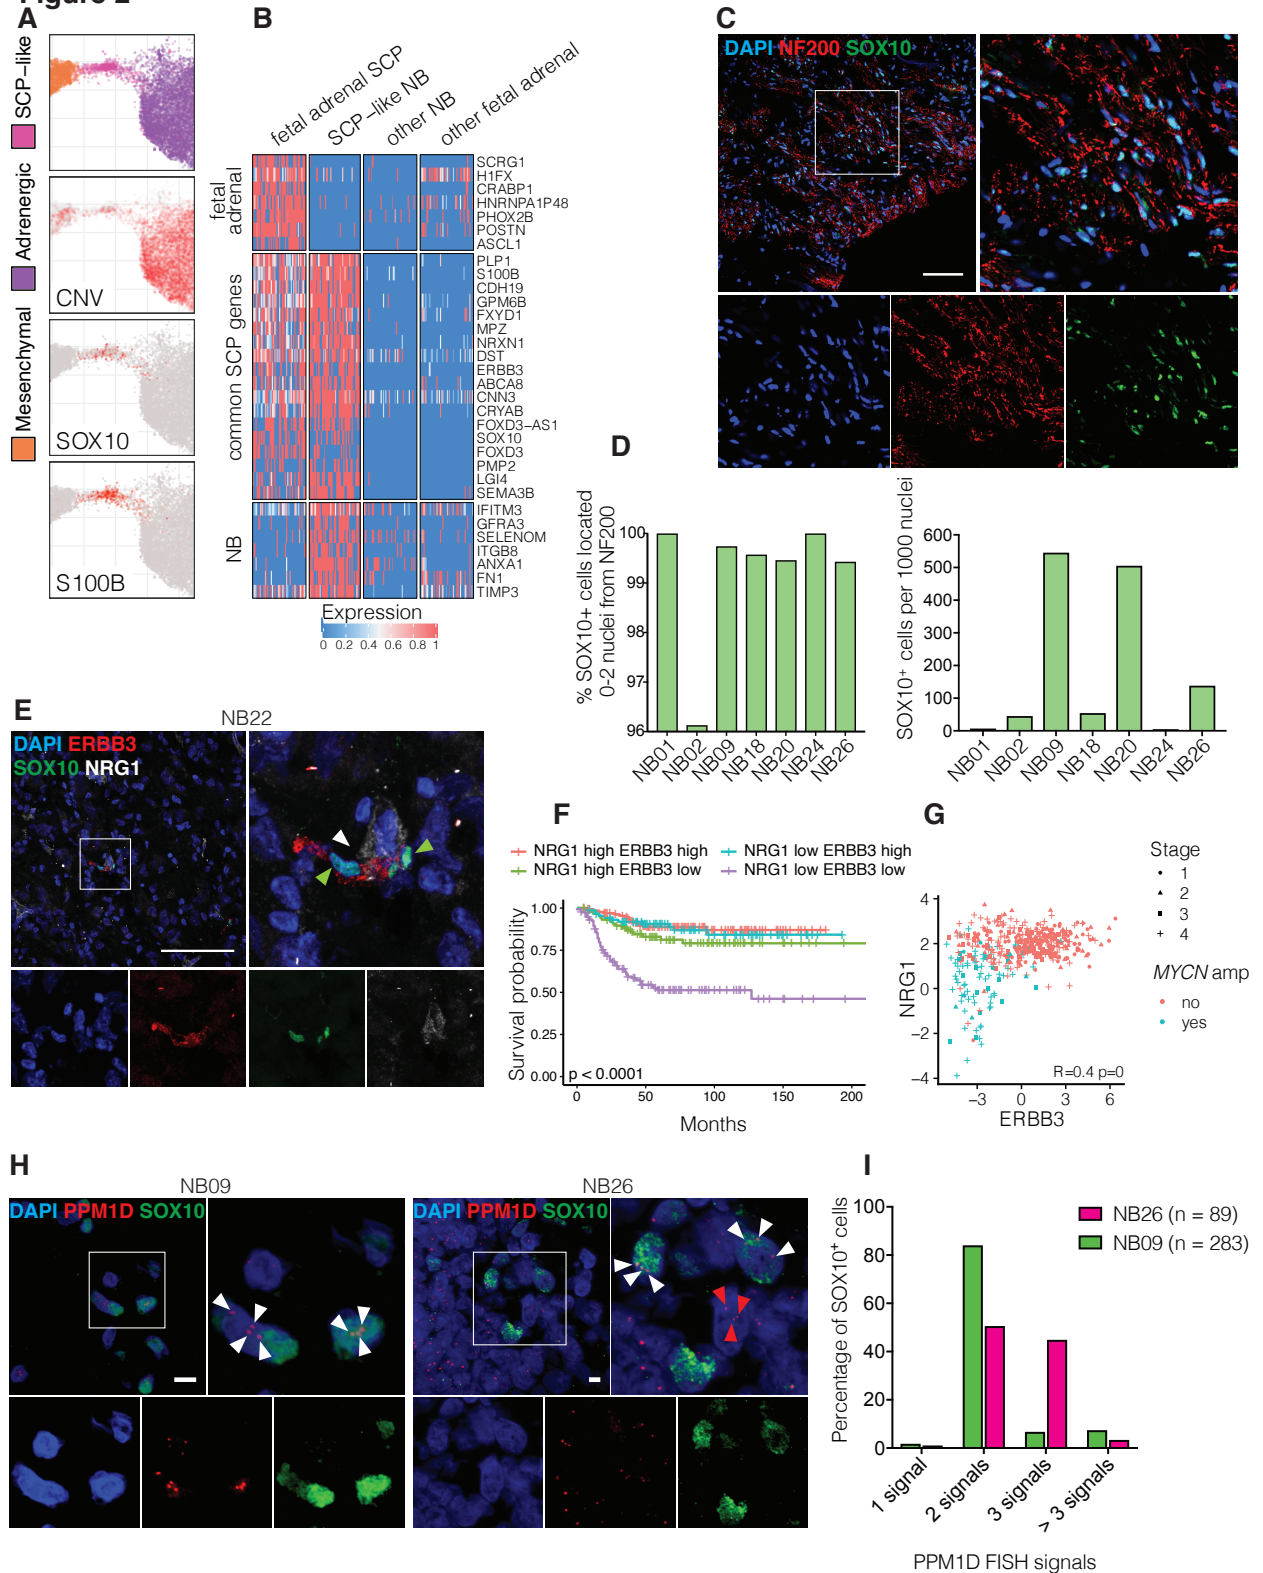 Figure 2
A
SCP-like
Adrenergic
Mesenchymal
CNV
SOX10
S100B
B
fetal adrenal SCP
SCP-like NB
other NB
other fetal adrenal
fetal
adrenal
common SCP genes
NB
SCRG1
H1FX
CRABP1
HNRNPA1P48
PHOX2B
POSTN
ASCL1
PLP1
S100B
CDH19
GPM6B
FXYD1
MPZ
NRXN1
DST
ERBB3
ABCA8
CNN3
CRYAB
FOXD3-AS1
SOX10
FOXD3
PMP2
LGI4
SEMA3B
IFITM3
GFRA3
SELENOM
ITGB8
ANXA1
FN1
TIMP3
Expression
0 0.2 0.4 0.6 0.8 1
C
DAPI NF200 SOX10
D
% SOX10+ cells located
0-2 nuclei from NF200
100
99
98
97
96
NB01 NB02 NB09 NB18 NB20 NB24 NB26
SOX10+ cells per 1000 nuclei
600
500
400
300
200
100
0
NB01 NB02 NB09 NB18 NB20 NB24 NB26
E
NB22
DAPI ERBB3
SOX10 NRG1
F
NRG1 high ERBB3 high
NRG1 low ERBB3 high
NRG1 high ERBB3 low
NRG1 low ERBB3 low
Survival probability
1.00
0.75
0.50
0.25
0.00
p < 0.0001
0 50 100 150 200
Months
G
NRG1
4
2
0
−2
−4
R=0.4 p=0
−3 0 3 6
ERBB3
Stage
1
2
3
4
MYCN amp
no
yes
H
NB09
DAPI PPM1D SOX10
NB26
DAPI PPM1D SOX10
I
Percentage of SOX10+ cells
100
80
60
40
20
0
NB26 (n = 89)
NB09 (n = 283)
1 signal
2 signals
3 signals
> 3 signals
PPM1D FISH signals